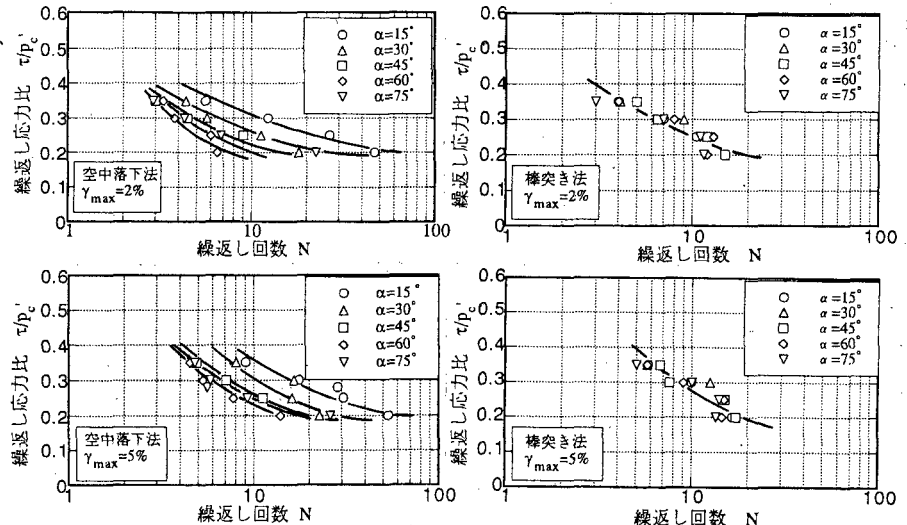 繰返し応力比 τ/p_c'
0.6
0.5
0.4
0.3
0.2
0.1
0
α=15°
α=30°
α=45°
α=60°
α=75°
空中落下法
γmax=2%
1
10
100
繰返し回数 N
繰返し応力比 τ/p_c'
0.6
0.5
0.4
0.3
0.2
0.1
0
α=15°
α=30°
α=45°
α=60°
α=75°
棒突き法
γmax=2%
1
10
100
繰返し回数 N
繰返し応力比 τ/p_c'
0.6
0.5
0.4
0.3
0.2
0.1
0
α=15°
α=30°
α=45°
α=60°
α=75°
空中落下法
γmax=5%
1
10
100
繰返し回数 N
繰返し応力比 τ/p_c'
0.6
0.5
0.4
0.3
0.2
0.1
0
α=15°
α=30°
α=45°
α=60°
α=75°
棒突き法
γmax=5%
1
10
100
繰返し回数 N